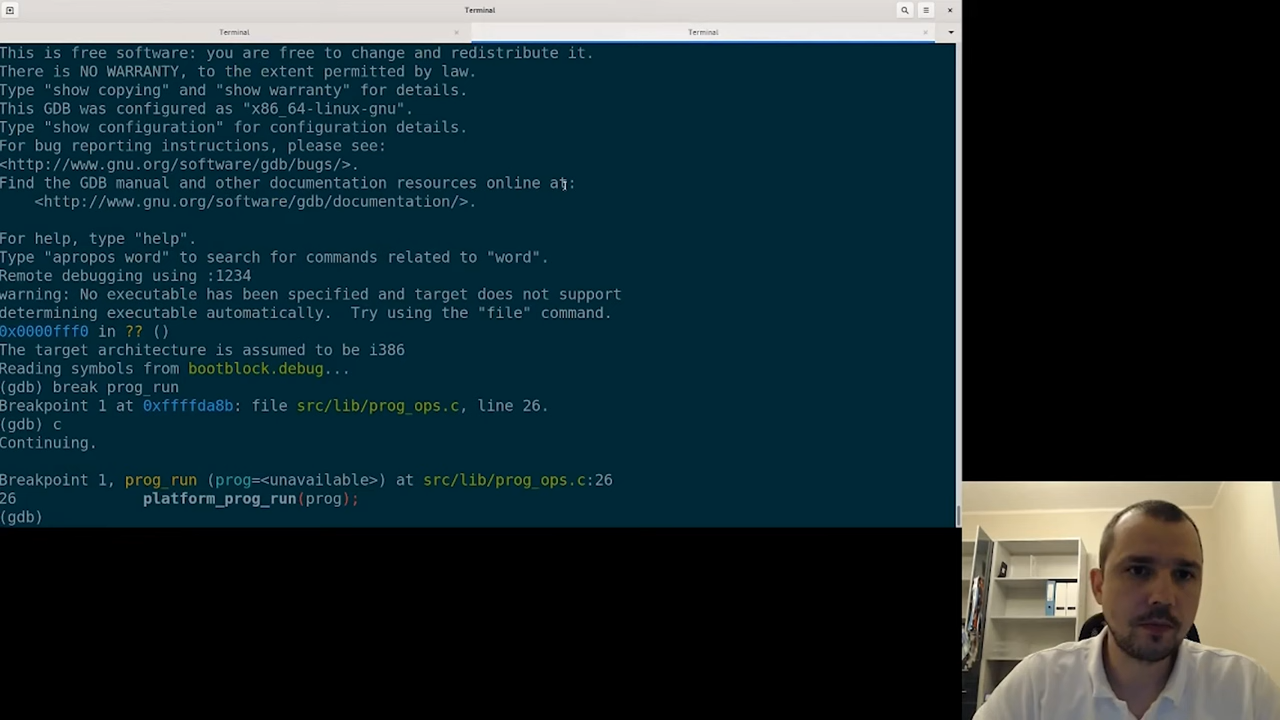 Terminal
Terminal
Terminal
This is free software: you are free to change and redistribute it.
There is NO WARRANTY, to the extent permitted by law.
Type "show copying" and "show warranty" for details.
This GDB was configured as "x86_64-linux-gnu".
Type "show configuration" for configuration details.
For bug reporting instructions, please see:
<http://www.gnu.org/software/gdb/bugs/>.
Find the GDB manual and other documentation resources online at:
    <http://www.gnu.org/software/gdb/documentation/>.
For help, type "help".
Type "apropos word" to search for commands related to "word".
Remote debugging using :1234
warning: No executable has been specified and target does not support
determining executable automatically.  Try using the "file" command.
0x0000fff0 in ?? ()
The target architecture is assumed to be i386
Reading symbols from bootblock.debug...
(gdb) break prog_run
Breakpoint 1 at 0xffffda8b: file src/lib/prog_ops.c, line 26.
(gdb) c
Continuing.
Breakpoint 1, prog_run (prog=<unavailable>) at src/lib/prog_ops.c:26
26              platform_prog_run(prog);
(gdb)